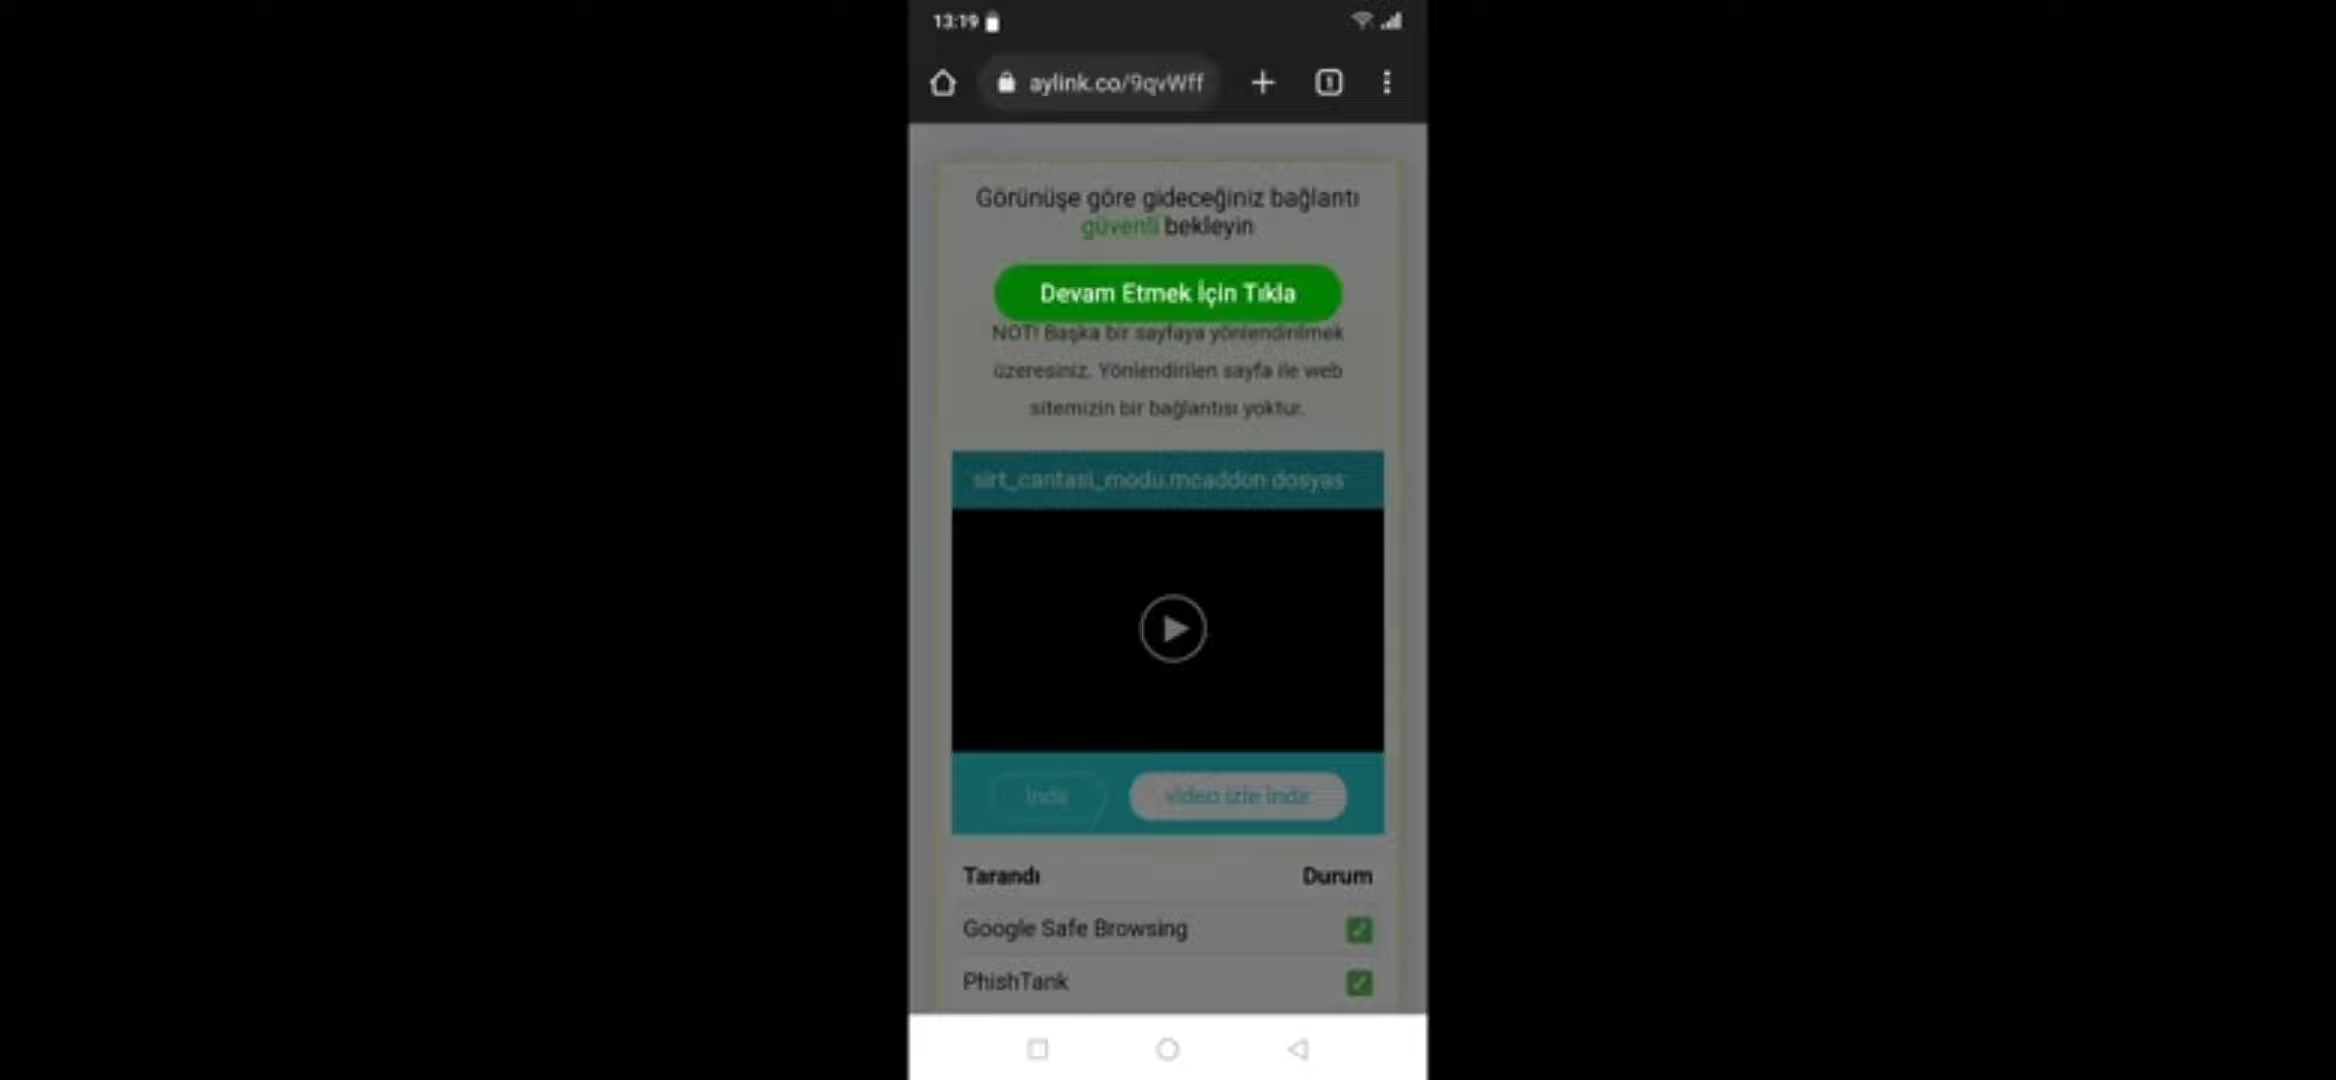 13:19
aylink.co/9qvWff
1
Görünüşe göre gideceğiniz bağlantı
güvenli bekleyin
Devam Etmek İçin Tıkla
NOT! Başka bir sayfaya yönlendirilmek
üzeresiniz. Yönlendirilen sayfa ile web
sitemizin bir bağlantısı yoktur.
sirt_cantasi_modu.mcaddon dosyas
İndir video izle indir
Tarandı Durum
Google Safe Browsing
PhishTank